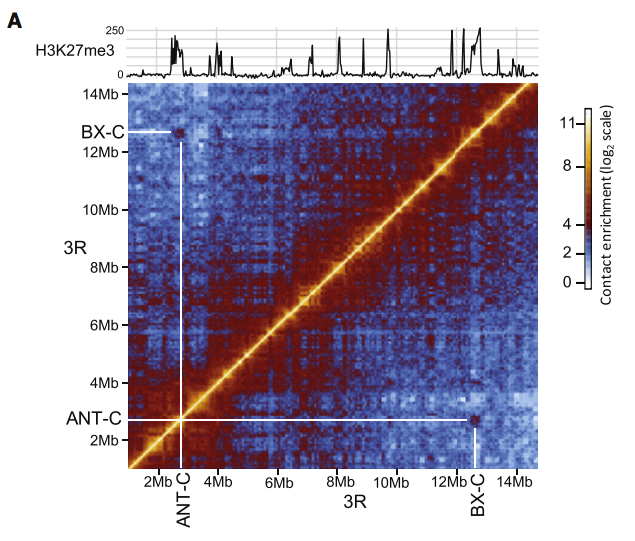 A
H3K27me3
250
0
14Mb
BX-C
12Mb
10Mb
3R
8Mb
6Mb
4Mb
ANT-C
2Mb
2Mb 4Mb 6Mb 8Mb 10Mb 12Mb 14Mb
ANT-C
3R
BX-C
11
8
4
2
0
Contact enrichment (log2 scale)